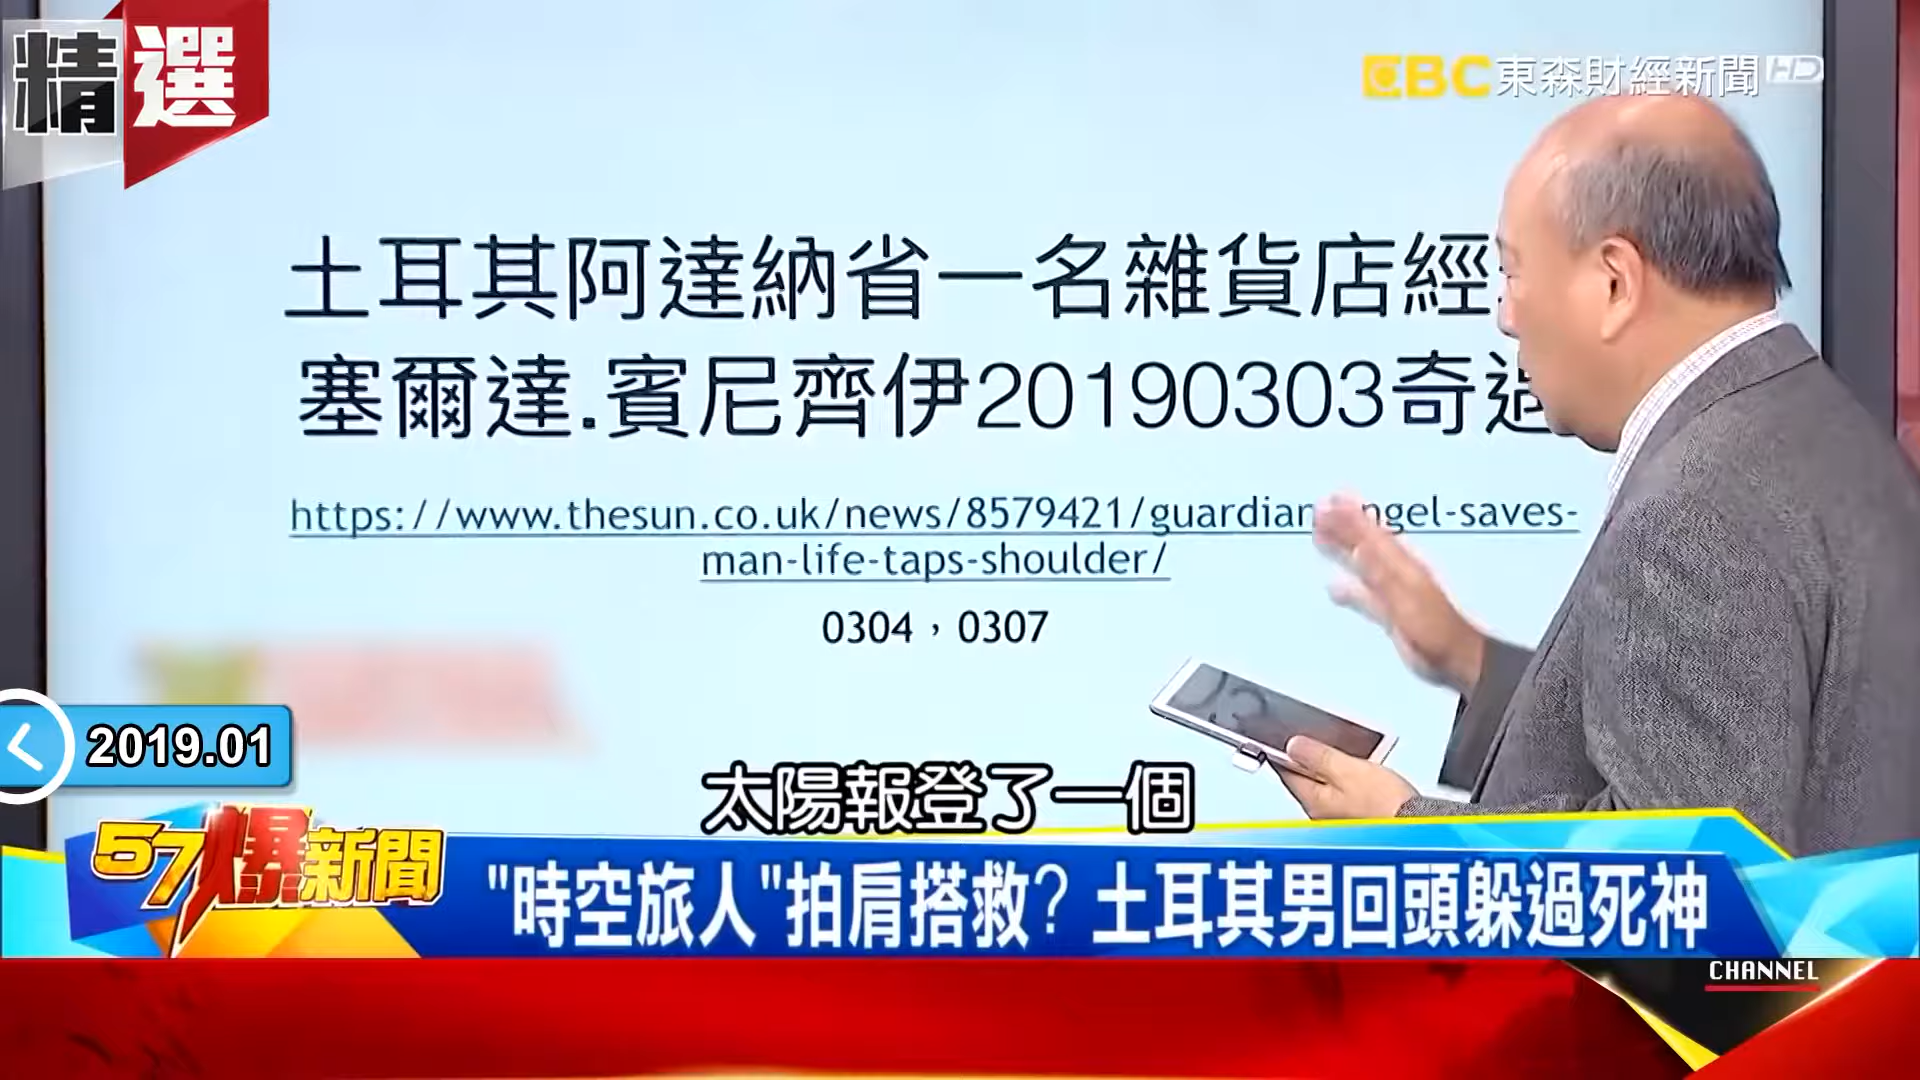 精選
EBC東森財經新聞HD
土耳其阿達納省一名雜貨店經
塞爾達.賓尼齊伊20190303奇遇
https://www.thesun.co.uk/news/8579421/guardian-angel-saves-
man-life-taps-shoulder/
0304，0307
2019.01
太陽報登了一個
57爆新聞
"時空旅人"拍肩搭救? 土耳其男回頭躲過死神
CHANNEL